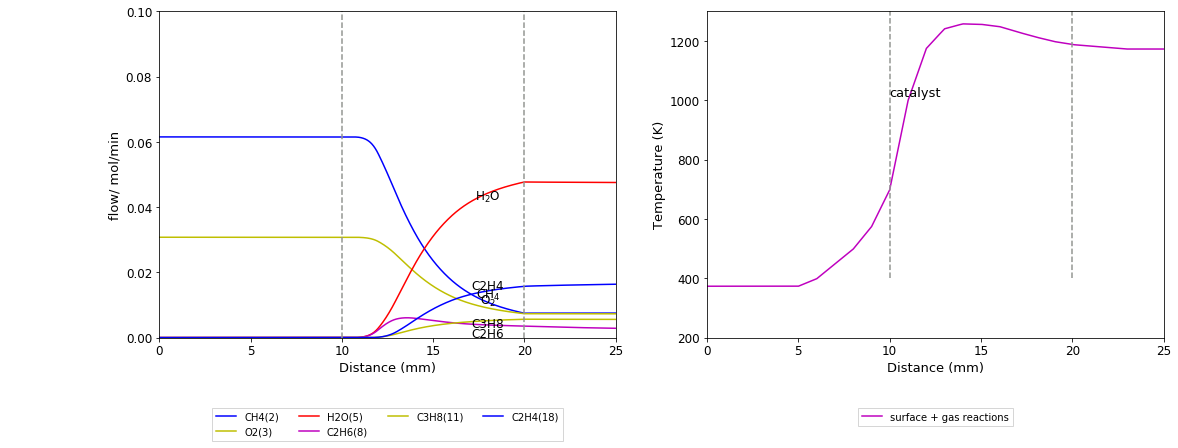 0.10
0.08
0.06
0.04
0.02
0.00
flow/ mol/min
H₂O
C2H4
CH4
O₂
C3H8
C2H6
0 5 10 15 20 25
Distance (mm)
CH4(2) H2O(5) C3H8(11) C2H4(18)
O2(3) C2H6(8)
1200
1000
800
600
400
200
Temperature (K)
catalyst
0 5 10 15 20 25
Distance (mm)
surface + gas reactions